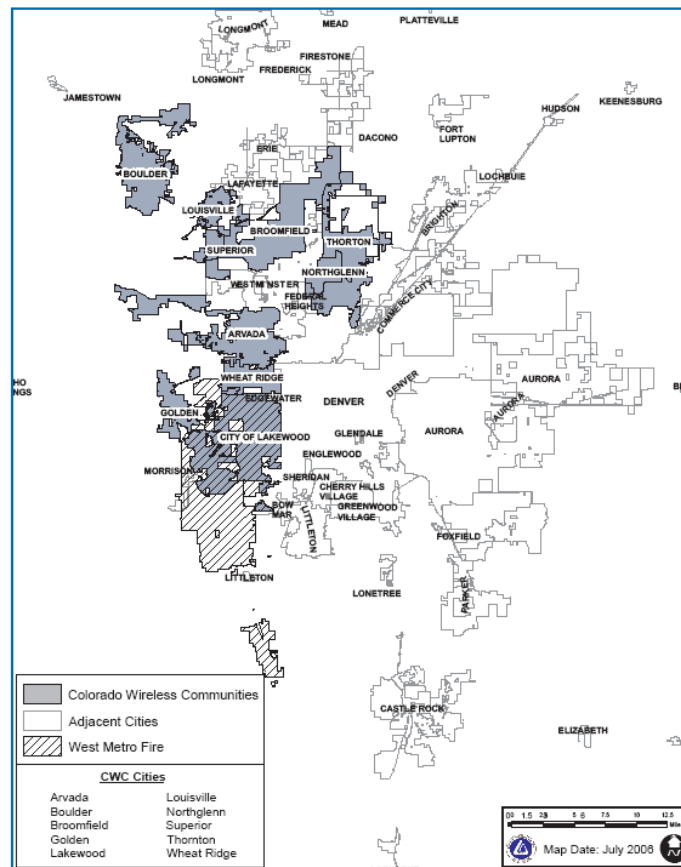 LONGMONT
MEAD
PLATTEVILLE
FIRESTONE
FREDERICK
LONGMONT
JAMESTOWN
KEENESBURG
HUDSON
DACONO
FORT
LUPTON
ERIE
BOULDER
LAFAYETTE
LOCHBUIE
LOUISVILLE
BRIGHTON
BROOMFIELD
THORTON
SUPERIOR
NORTHGLENN
WESTMINSTER
FEDERAL
HEIGHTS
COMMERCE CITY
ARVADA
WHEAT RIDGE
HO
NGS
DENVER
AURORA
EDGEWATER
DENVER
AURORA
GOLDEN
CITY OF LAKEWOOD
GLENDALE
AURORA
ENGLEWOOD
MORRISON
SHERIDAN
CHERRY HILLS
VILLAGE
BOW
MAR
GREENWOOD
VILLAGE
LITTLETON
FOXFIELD
LITTLETON
LONETREE
PARKER
CASTLE ROCK
ELIZABETH
Colorado Wireless Communities
Adjacent Cities
West Metro Fire
CWC Cities
Arvada Louisville
Boulder Northglenn
Broomfield Superior
Golden Thornton
Lakewood Wheat Ridge
Map Date: July 2006